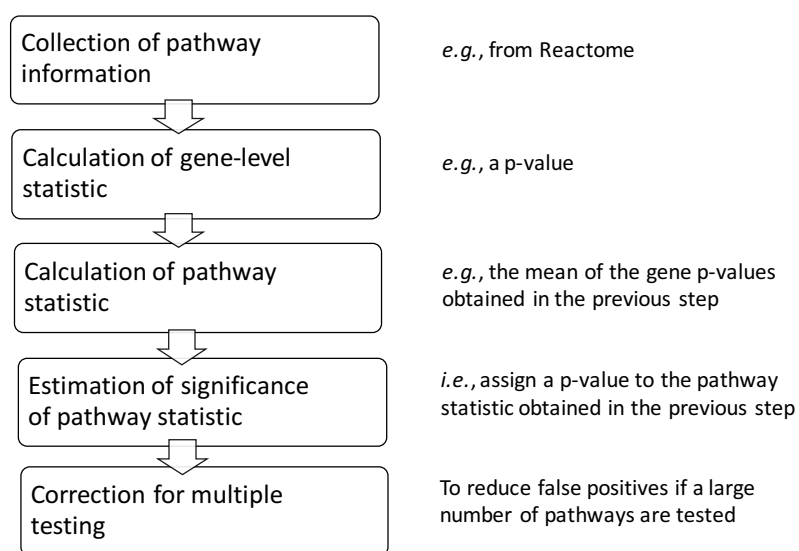 Collection of pathway
information
e.g., from Reactome
Calculation of gene-level
statistic
e.g., a p-value
Calculation of pathway
statistic
e.g., the mean of the gene p-values
obtained in the previous step
Estimation of significance
of pathway statistic
i.e., assign a p-value to the pathway
statistic obtained in the previous step
Correction for multiple
testing
To reduce false positives if a large
number of pathways are tested